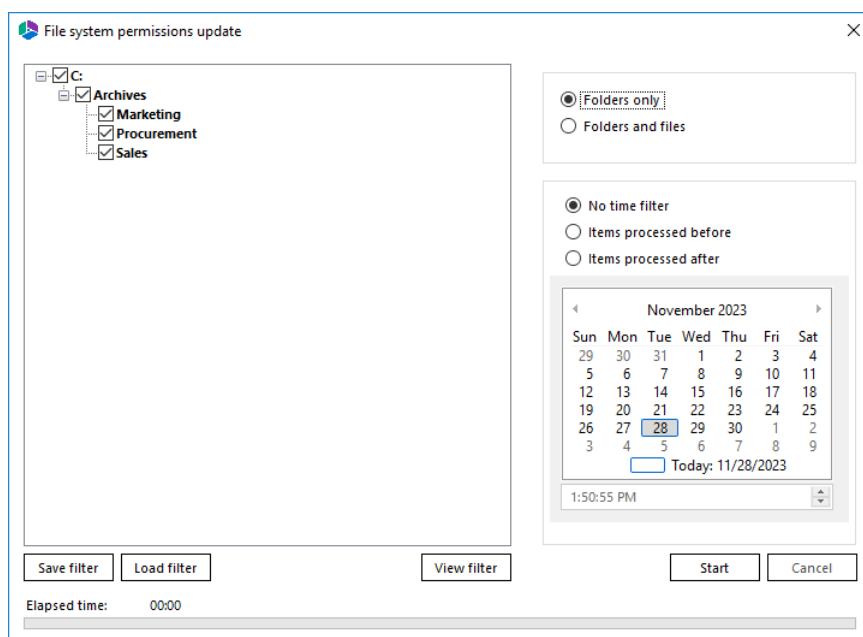 File system permissions update
C:
Archives
Marketing
Procurement
Sales
Folders only
Folders and files
No time filter
Items processed before
Items processed after
November 2023
Sun Mon Tue Wed Thu Fri Sat
29 30 31 1 2 3 4
5 6 7 8 9 10 11
12 13 14 15 16 17 18
19 20 21 22 23 24 25
26 27 28 29 30 1 2
3 4 5 6 7 8 9
Today: 11/28/2023
1:50:55 PM
Save filter Load filter View filter Start Cancel
Elapsed time: 00:00